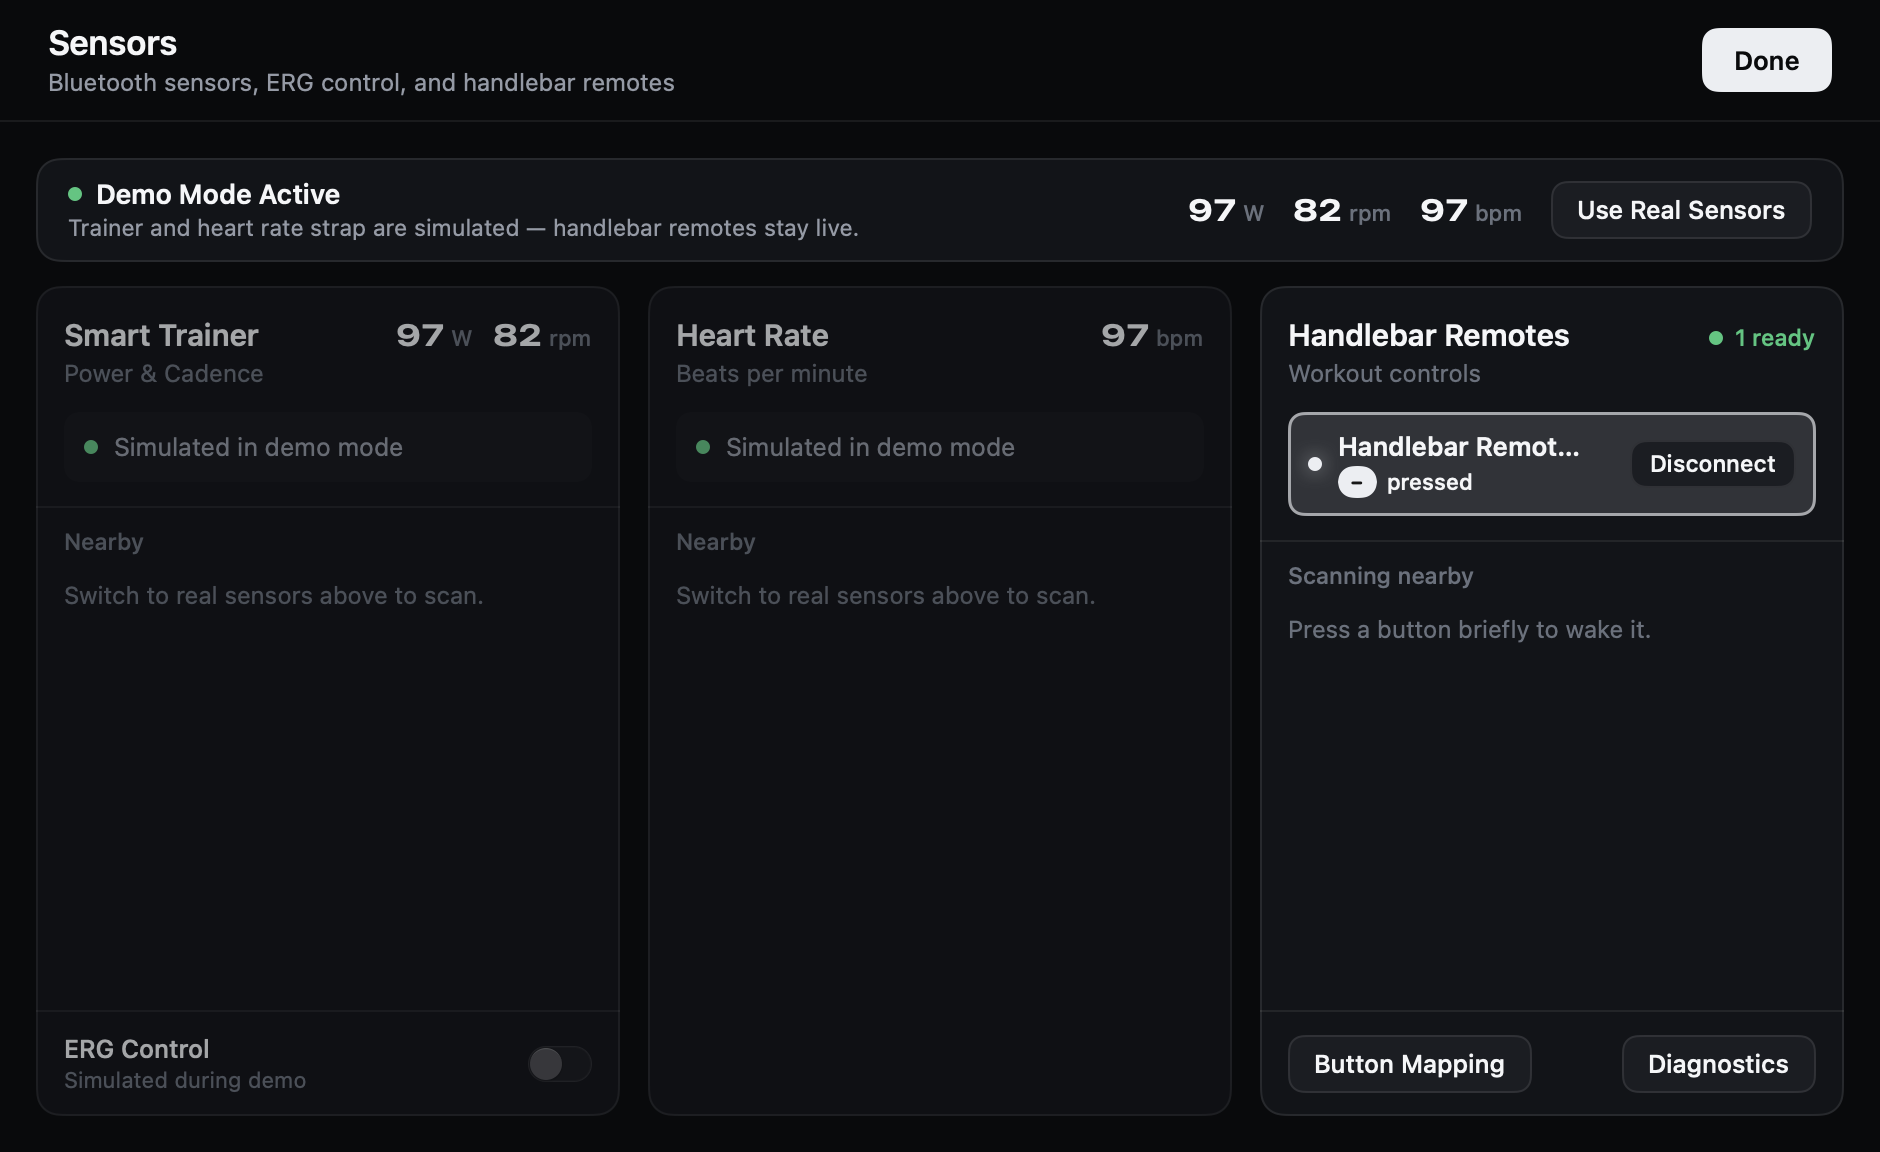 Sensors
Bluetooth sensors, ERG control, and handlebar remotes
Done
Demo Mode Active
Trainer and heart rate strap are simulated — handlebar remotes stay live.
97 W 82 rpm 97 bpm
Use Real Sensors
Smart Trainer
97 W 82 rpm
Power & Cadence
Simulated in demo mode
Nearby
Switch to real sensors above to scan.
ERG Control
Simulated during demo
Heart Rate
97 bpm
Beats per minute
Simulated in demo mode
Nearby
Switch to real sensors above to scan.
Handlebar Remotes
1 ready
Workout controls
Handlebar Remot...
– pressed
Disconnect
Scanning nearby
Press a button briefly to wake it.
Button Mapping
Diagnostics